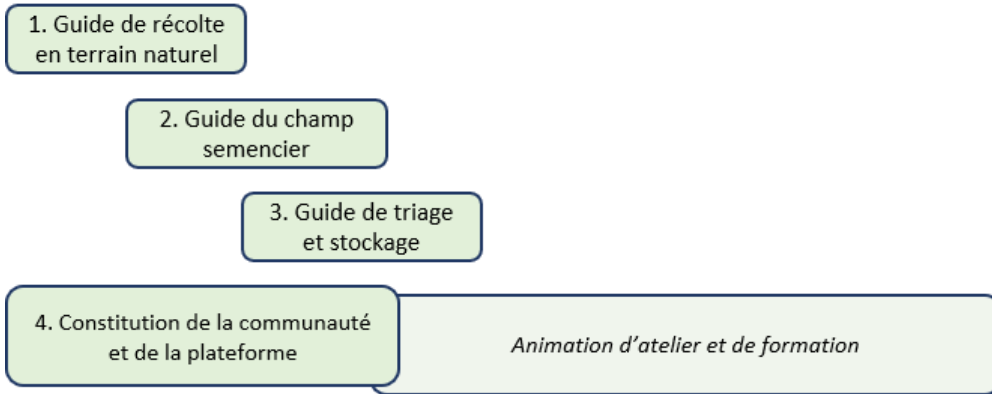 1. Guide de récolte
en terrain naturel
2. Guide du champ
semencier
3. Guide de triage
et stockage
4. Constitution de la communauté
et de la plateforme
Animation d’atelier et de formation